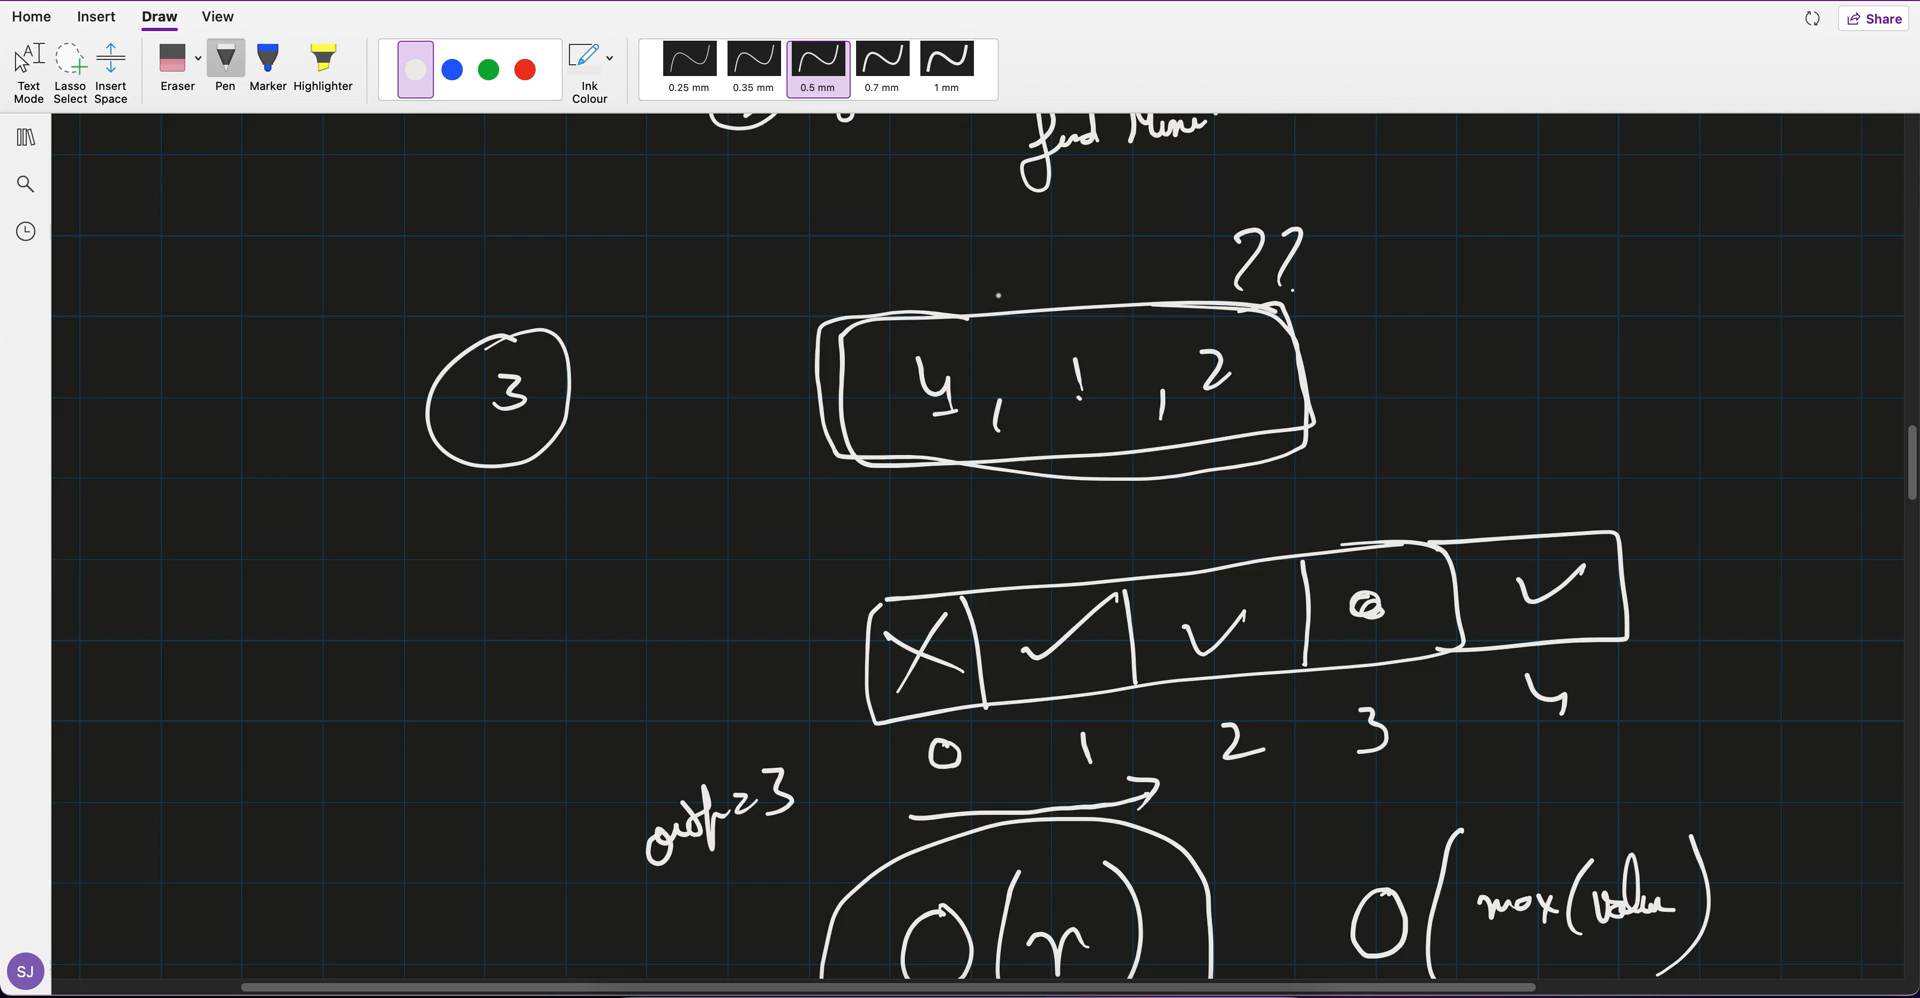 Home Insert Draw View
Share
Text Mode
Lasso Select
Insert Space
Eraser
Pen
Marker
Highlighter
Ink Colour
0.25 mm
0.35 mm
0.5 mm
0.7 mm
1 mm
find
??
3
4, 1, 2
0 1 2 3 4
3
O(n)
O(max(value)
SJ